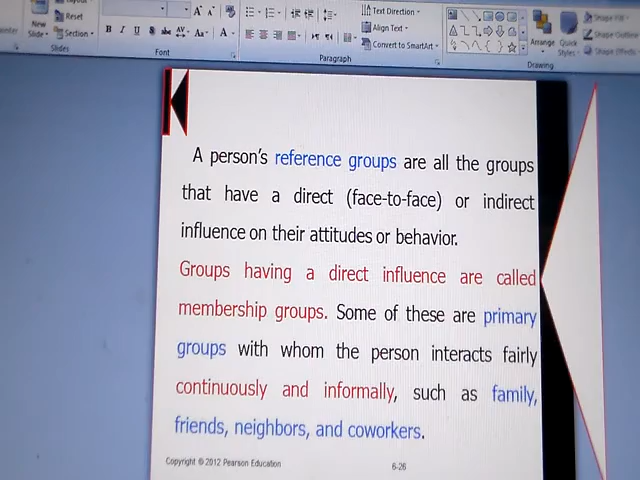 Reset
New
Slide
Section
Slides
Font
Paragraph
Text Direction
Align Text
Convert to SmartArt
Arrange
Quick
Styles
Drawing
A person's reference groups are all the groups
that have a direct (face-to-face) or indirect
influence on their attitudes or behavior.
Groups having a direct influence are called
membership groups. Some of these are primary
groups with whom the person interacts fairly
continuously and informally, such as family,
friends, neighbors, and coworkers.
Copyright © 2012 Pearson Education
6-26